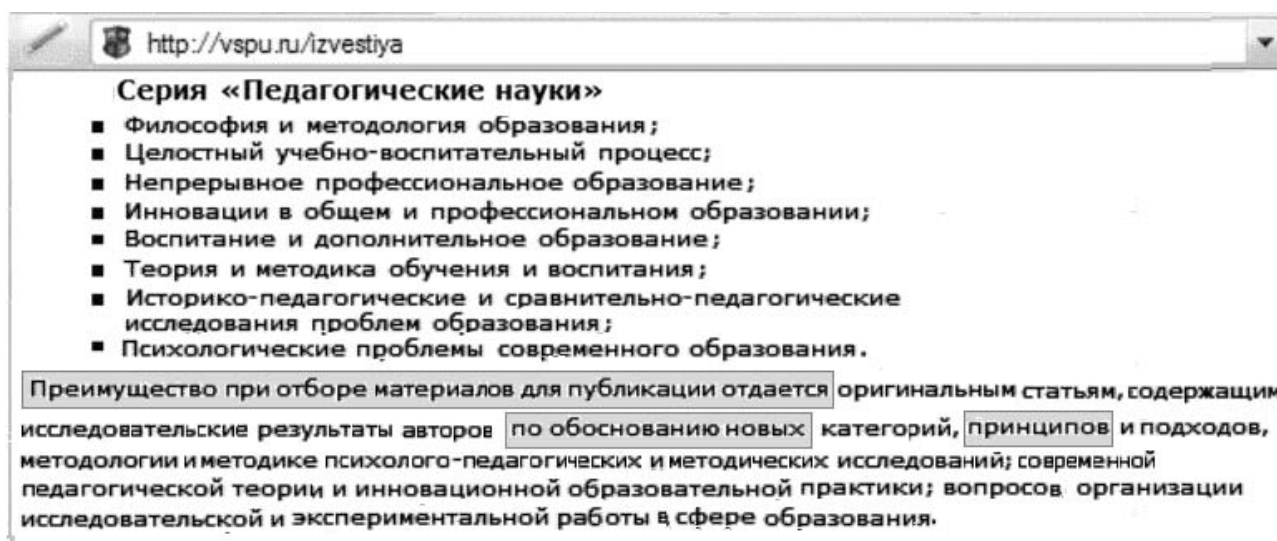 http://vspu.ru/izvestiya
Серия «Педагогические науки»
▪ Философия и методология образования;
▪ Целостный учебно-воспитательный процесс;
▪ Непрерывное профессиональное образование;
▪ Инновации в общем и профессиональном образовании;
▪ Воспитание и дополнительное образование;
▪ Теория и методика обучения и воспитания;
▪ Историко-педагогические и сравнительно-педагогические
исследования проблем образования;
▪ Психологические проблемы современного образования.
Преимущество при отборе материалов для публикации отдается оригинальным статьям, содержащим
исследовательские результаты авторов по обоснованию новых категорий, принципов и подходов,
методологии и методике психолого-педагогических и методических исследований; современной
педагогической теории и инновационной образовательной практики; вопросов организации
исследовательской и экспериментальной работы в сфере образования.